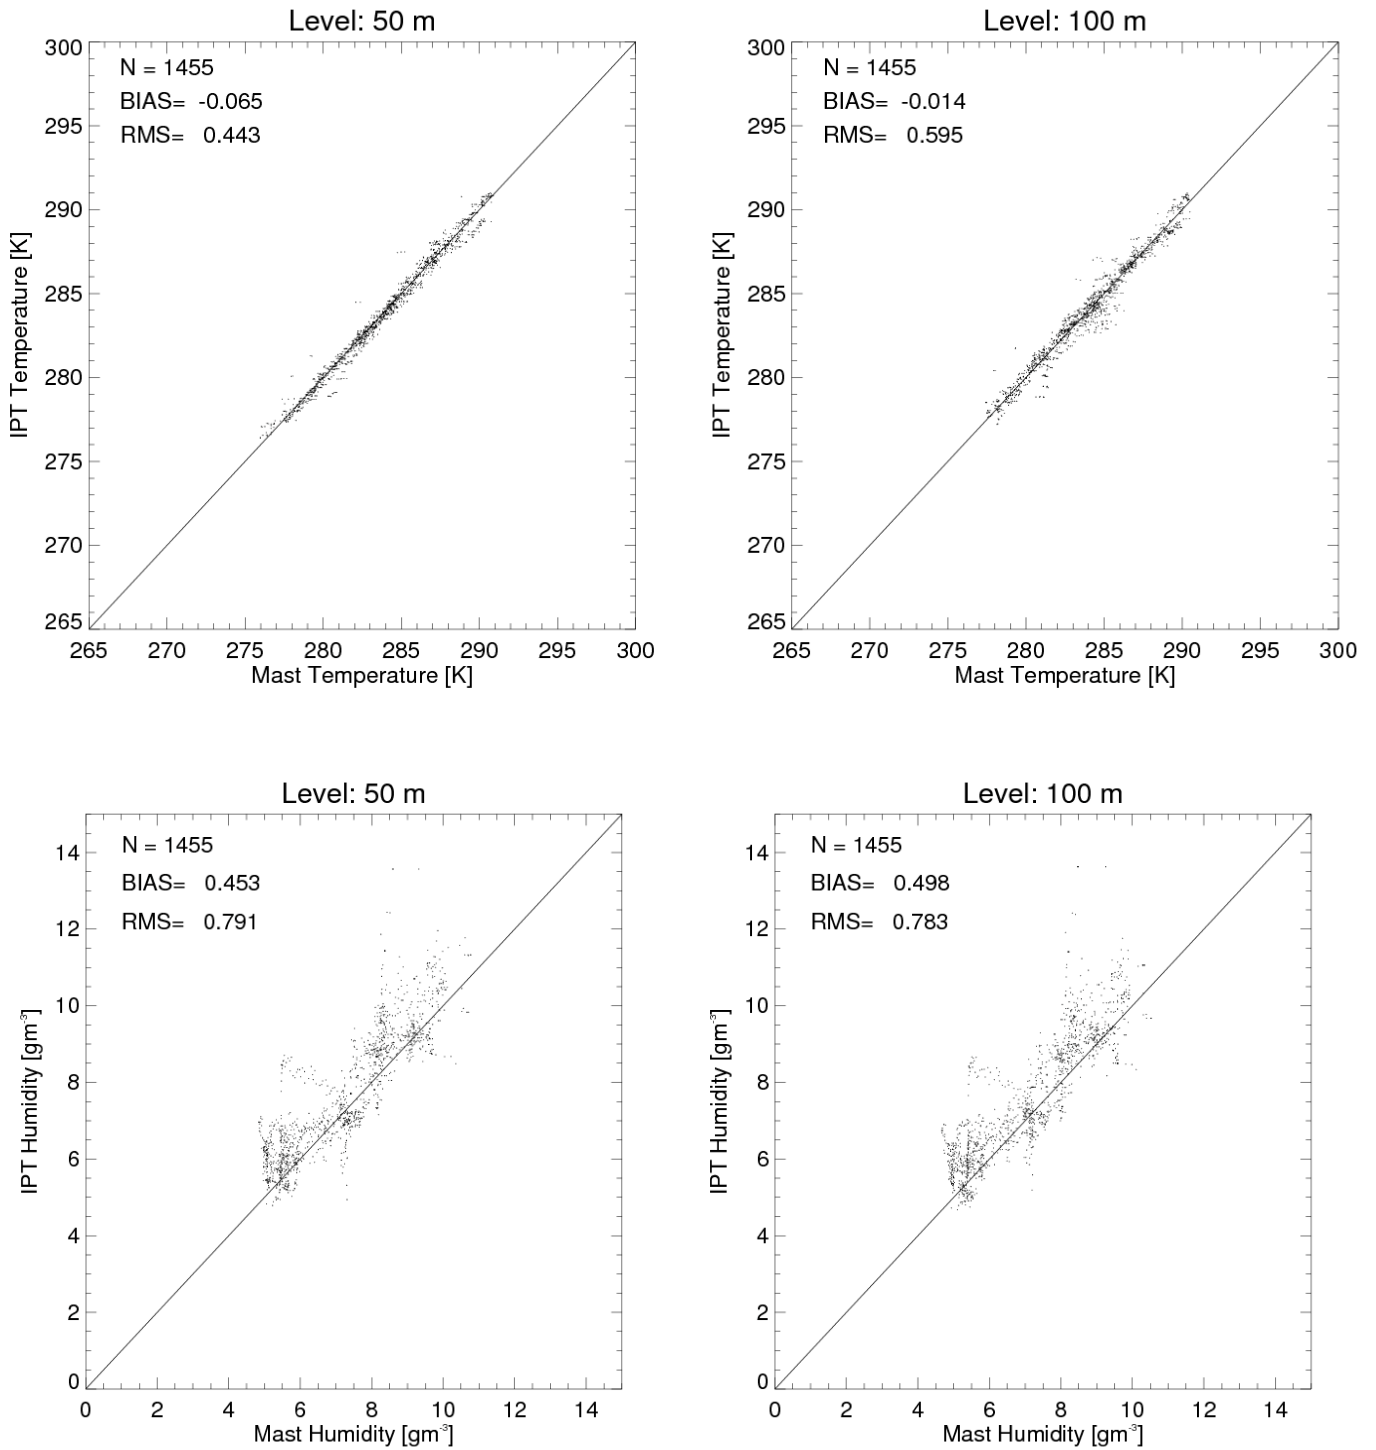 Level: 50 m
N = 1455
BIAS= -0.065
RMS= 0.443
300
295
290
285
280
275
270
265
IPT Temperature [K]
265 270 275 280 285 290 295 300
Mast Temperature [K]
Level: 100 m
N = 1455
BIAS= -0.014
RMS= 0.595
300
295
290
285
280
275
270
265
IPT Temperature [K]
265 270 275 280 285 290 295 300
Mast Temperature [K]
Level: 50 m
N = 1455
BIAS= 0.453
RMS= 0.791
14
12
10
8
6
4
2
0
IPT Humidity [gm⁻³]
0 2 4 6 8 10 12 14
Mast Humidity [gm⁻³]
Level: 100 m
N = 1455
BIAS= 0.498
RMS= 0.783
14
12
10
8
6
4
2
0
IPT Humidity [gm⁻³]
0 2 4 6 8 10 12 14
Mast Humidity [gm⁻³]